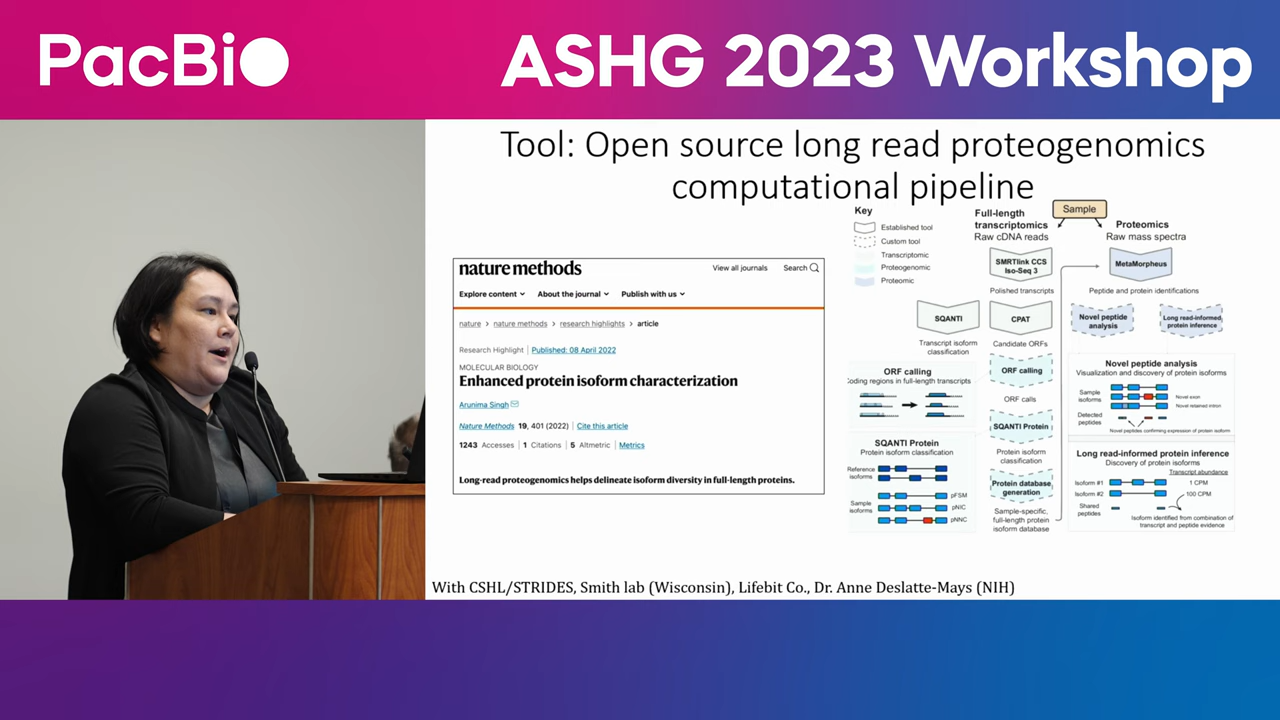 PacBio
ASHG 2023 Workshop
Tool: Open source long read proteogenomics
computational pipeline
nature methods
View all journals
Search
Explore content
About the journal
Publish with us
nature > nature methods > research highlights > article
Research Highlight | Published: 08 April 2022
MOLECULAR BIOLOGY
Enhanced protein isoform characterization
Arunima Singh
Nature Methods 19, 401 (2022) | Cite this article
1243 Accesses | 1 Citations | 5 Altmetric | Metrics
Long-read proteogenomics helps delineate isoform diversity in full-length proteins.
Key
Established tool
Custom tool
Transcriptomic
Proteogenomic
Proteomic
Sample
Full-length
transcriptomics
Raw cDNA reads
Proteomics
Raw mass spectra
SMRTlink CCS
Iso-Seq 3
MetaMorpheus
Polished transcripts
Peptide and protein identifications
SQANTI
CPAT
Novel peptide
analysis
Long read-informed
protein inference
Transcript isoform
classification
Candidate ORFs
ORF calling
Coding regions in full-length transcripts
ORF calling
ORF calls
SQANTI Protein
Protein isoform
classification
Protein database
generation
Sample-specific,
full-length protein
isoform database
SQANTI Protein
Protein isoform classification
Reference
isoforms
Sample
isoforms
pFSM
pNIC
pNNC
Novel peptide analysis
Visualization and discovery of protein isoforms
Sample
isoforms
Novel exon
Novel retained intron
Detected
peptides
Novel peptides confirming expression of protein isoform
Long read-informed protein inference
Discovery of protein isoforms
Transcript abundance
Isoform #1
1 CPM
Isoform #2
100 CPM
Shared
peptides
Isoform identified from combination of
transcript and peptide evidence
With CSHL/STRIDES, Smith lab (Wisconsin), Lifebit Co., Dr. Anne Deslatte-Mays (NIH)